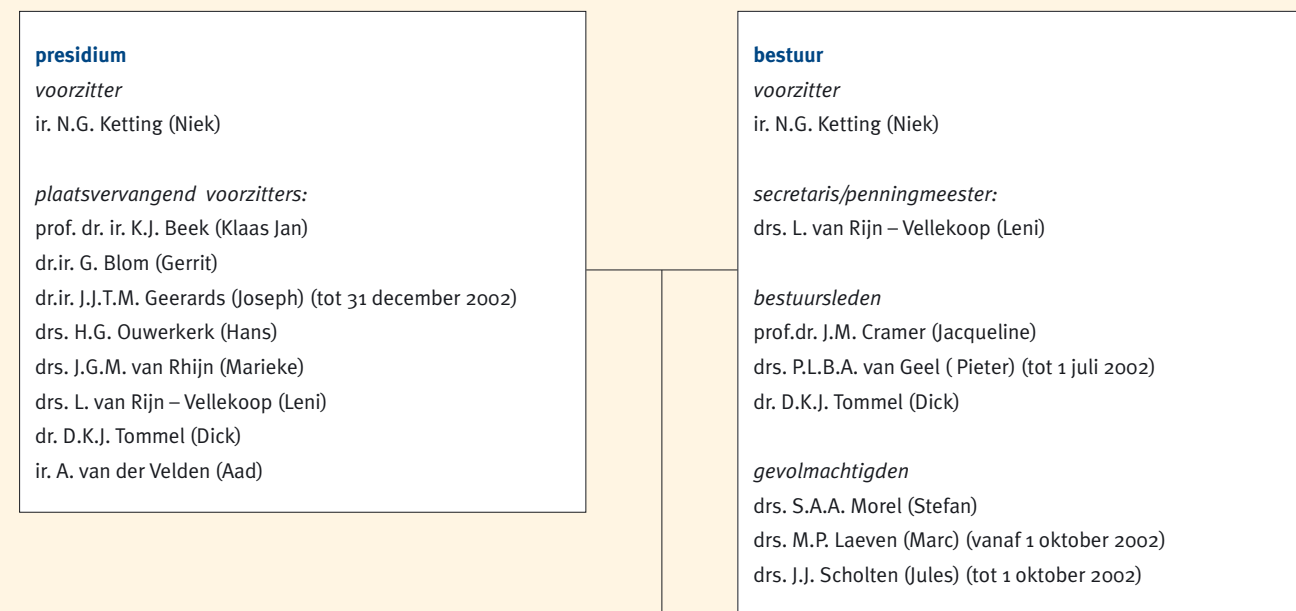 presidium
voorzitter
ir. N.G. Ketting (Niek)
plaatsvervangend voorzitters:
prof. dr. ir. K.J. Beek (Klaas Jan)
dr.ir. G. Blom (Gerrit)
dr.ir. J.J.T.M. Geerards (Joseph) (tot 31 december 2002)
drs. H.G. Ouwerkerk (Hans)
drs. J.G.M. van Rhijn (Marieke)
drs. L. van Rijn – Vellekoop (Leni)
dr. D.K.J. Tommel (Dick)
ir. A. van der Velden (Aad)
bestuur
voorzitter
ir. N.G. Ketting (Niek)
secretaris/penningmeester:
drs. L. van Rijn – Vellekoop (Leni)
bestuursleden
prof.dr. J.M. Cramer (Jacqueline)
drs. P.L.B.A. van Geel ( Pieter) (tot 1 juli 2002)
dr. D.K.J. Tommel (Dick)
gevolmachtigden
drs. S.A.A. Morel (Stefan)
drs. M.P. Laeven (Marc) (vanaf 1 oktober 2002)
drs. J.J. Scholten (Jules) (tot 1 oktober 2002)